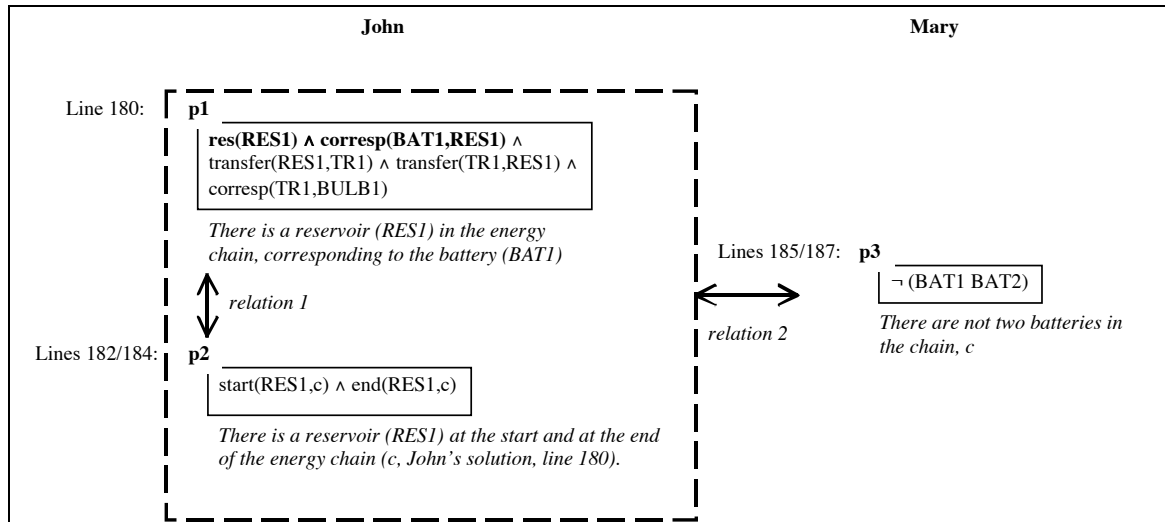 John
Mary
Line 180: p1
res(RES1) ∧ corresp(BAT1,RES1) ∧
transfer(RES1,TR1) ∧ transfer(TR1,RES1) ∧
corresp(TR1,BULB1)
There is a reservoir (RES1) in the energy
chain, corresponding to the battery (BAT1)
relation 1
Lines 182/184: p2
start(RES1,c) ∧ end(RES1,c)
There is a reservoir (RES1) at the start and at the end
of the energy chain (c, John's solution, line 180).
relation 2
Lines 185/187: p3
¬ (BAT1 BAT2)
There are not two batteries in
the chain, c